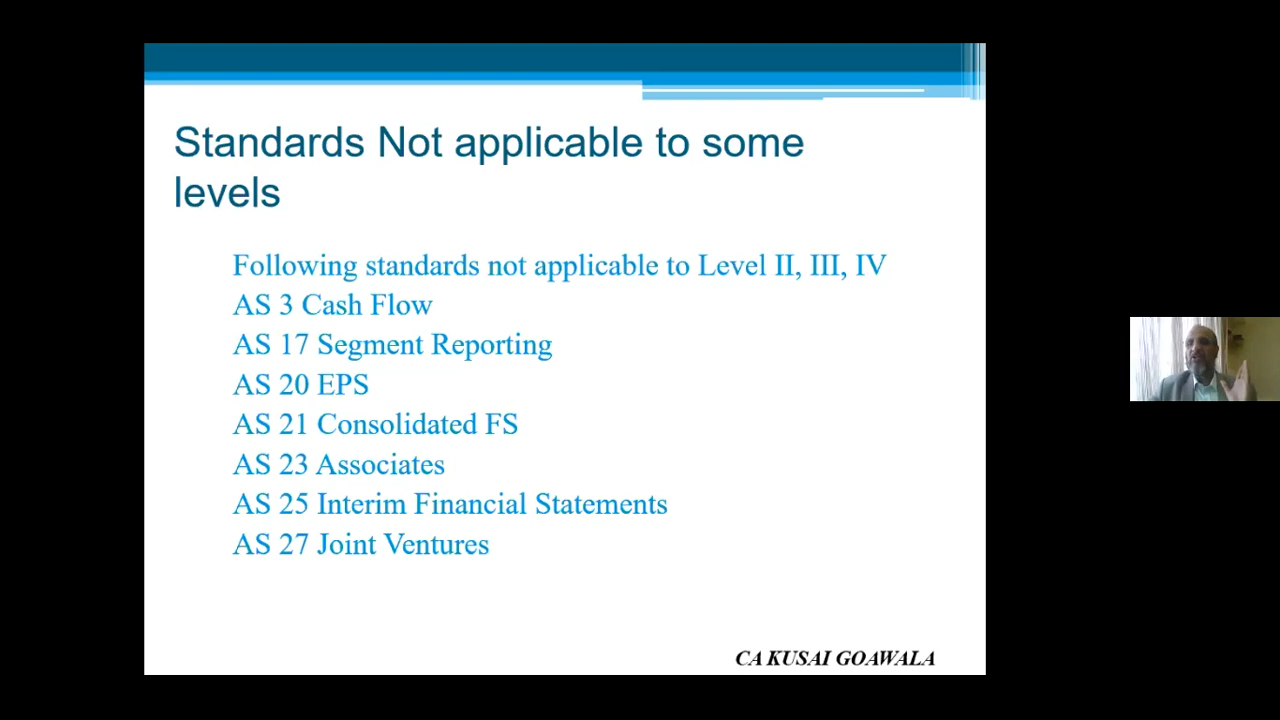 Standards Not applicable to some
levels
Following standards not applicable to Level II, III, IV
AS 3 Cash Flow
AS 17 Segment Reporting
AS 20 EPS
AS 21 Consolidated FS
AS 23 Associates
AS 25 Interim Financial Statements
AS 27 Joint Ventures
CA KUSAI GOAWALA